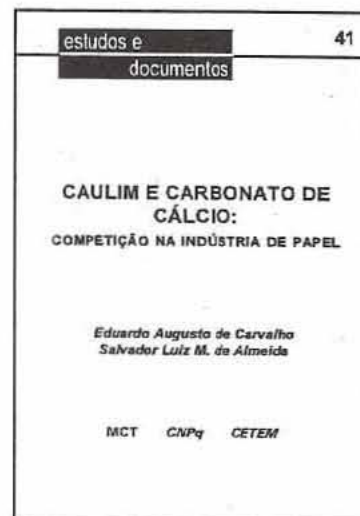 estudos e
41
documentos
CAULIM E CARBONATO DE
CÁLCIO:
COMPETIÇÃO NA INDÚSTRIA DE PAPEL
Eduardo Augusto de Carvalho
Salvador Luiz M. de Almeida
MCT CNPq CETEM